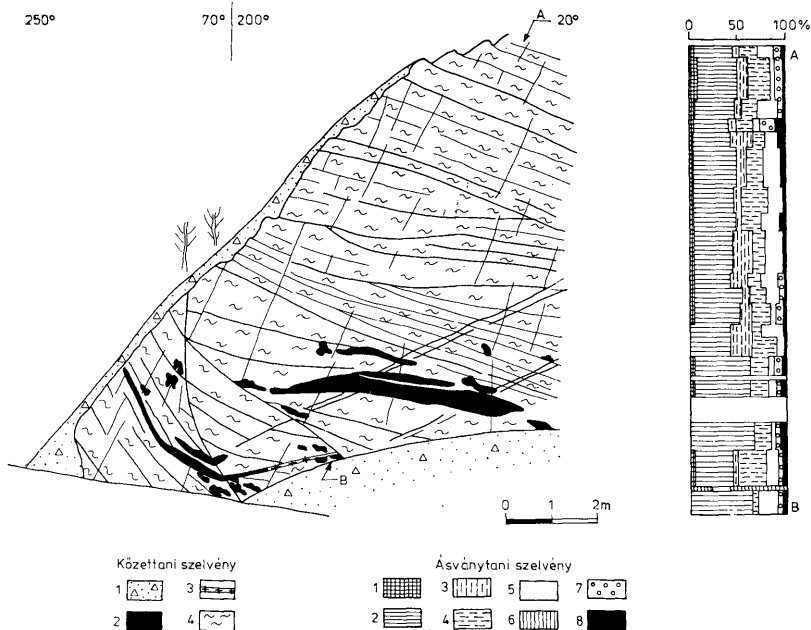 250° 70° 200° 20°
A
0 50 100%
A
B
B
0 1 2m
Kőzettani szelvény
1 3
2 4
Ásványtani szelvény
1 3 5 7
2 4 6 8